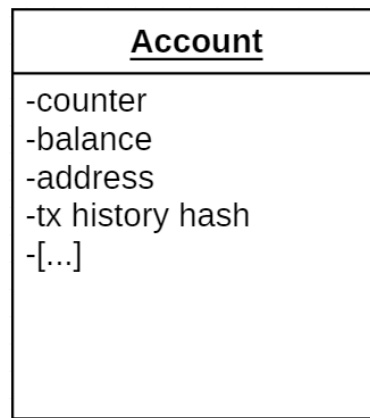 Account
-counter
-balance
-address
-tx history hash
-[...]